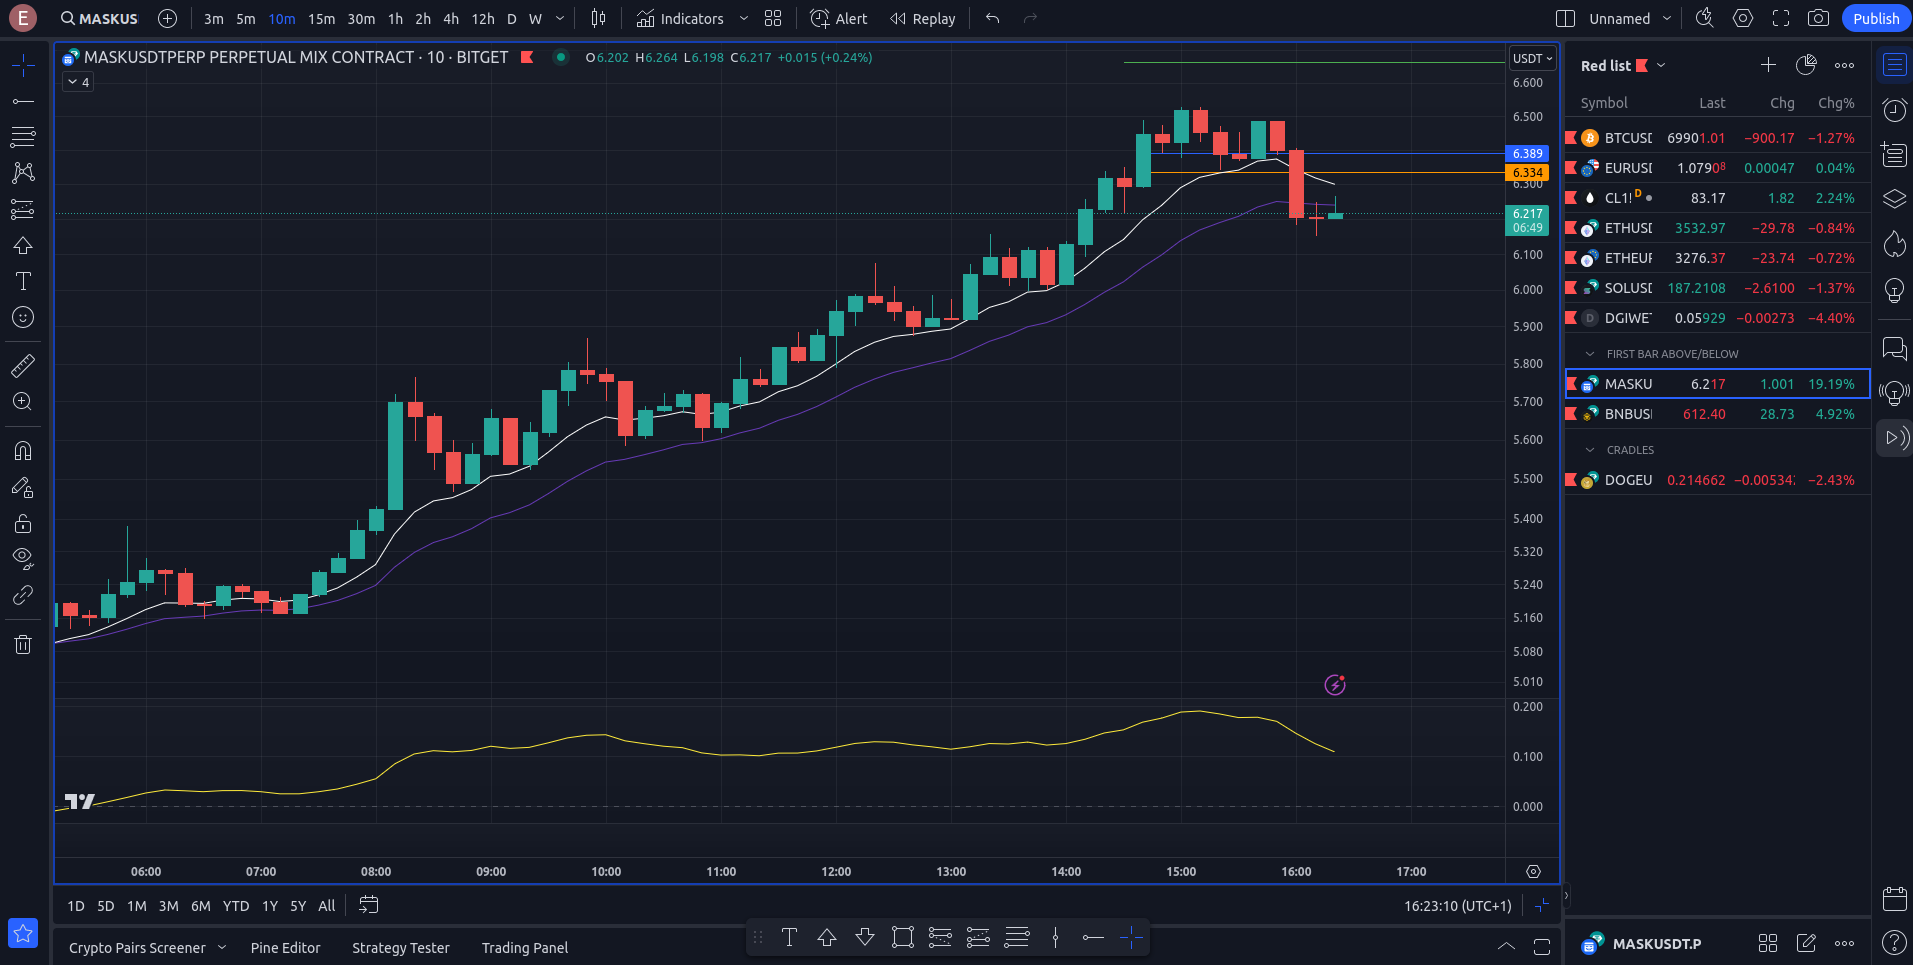 E MASKUS 3m 5m 10m 15m 30m 1h 2h 4h 12h D W Indicators Alert Replay Unnamed Publish
MASKUSDTPERP PERPETUAL MIX CONTRACT · 10 · BITGET O6.202 H6.264 L6.198 C6.217 +0.015 (+0.24%)
4
USDT
6.600
6.500
6.389
6.334
6.300
6.217
06:49
6.100
6.000
5.900
5.800
5.700
5.600
5.500
5.400
5.320
5.240
5.160
5.080
5.010
0.200
0.100
0.000
06:00 07:00 08:00 09:00 10:00 11:00 12:00 13:00 14:00 15:00 16:00 17:00
1D 5D 1M 3M 6M YTD 1Y 5Y All 16:23:10 (UTC+1)
Crypto Pairs Screener Pine Editor Strategy Tester Trading Panel
Red list
Symbol Last Chg Chg%
BTCUSD 69901.01 −900.17 −1.27%
EURUSD 1.07908 0.00047 0.04%
CL1! D 83.17 1.82 2.24%
ETHUSD 3532.97 −29.78 −0.84%
ETHEUR 3276.37 −23.74 −0.72%
SOLUSD 187.2108 −2.6100 −1.37%
D DGIWET 0.05929 −0.00273 −4.40%
FIRST BAR ABOVE/BELOW
MASKU 6.217 1.001 19.19%
BNBUS 612.40 28.73 4.92%
CRADLES
DOGEU 0.214662 −0.005342 −2.43%
MASKUSDT.P